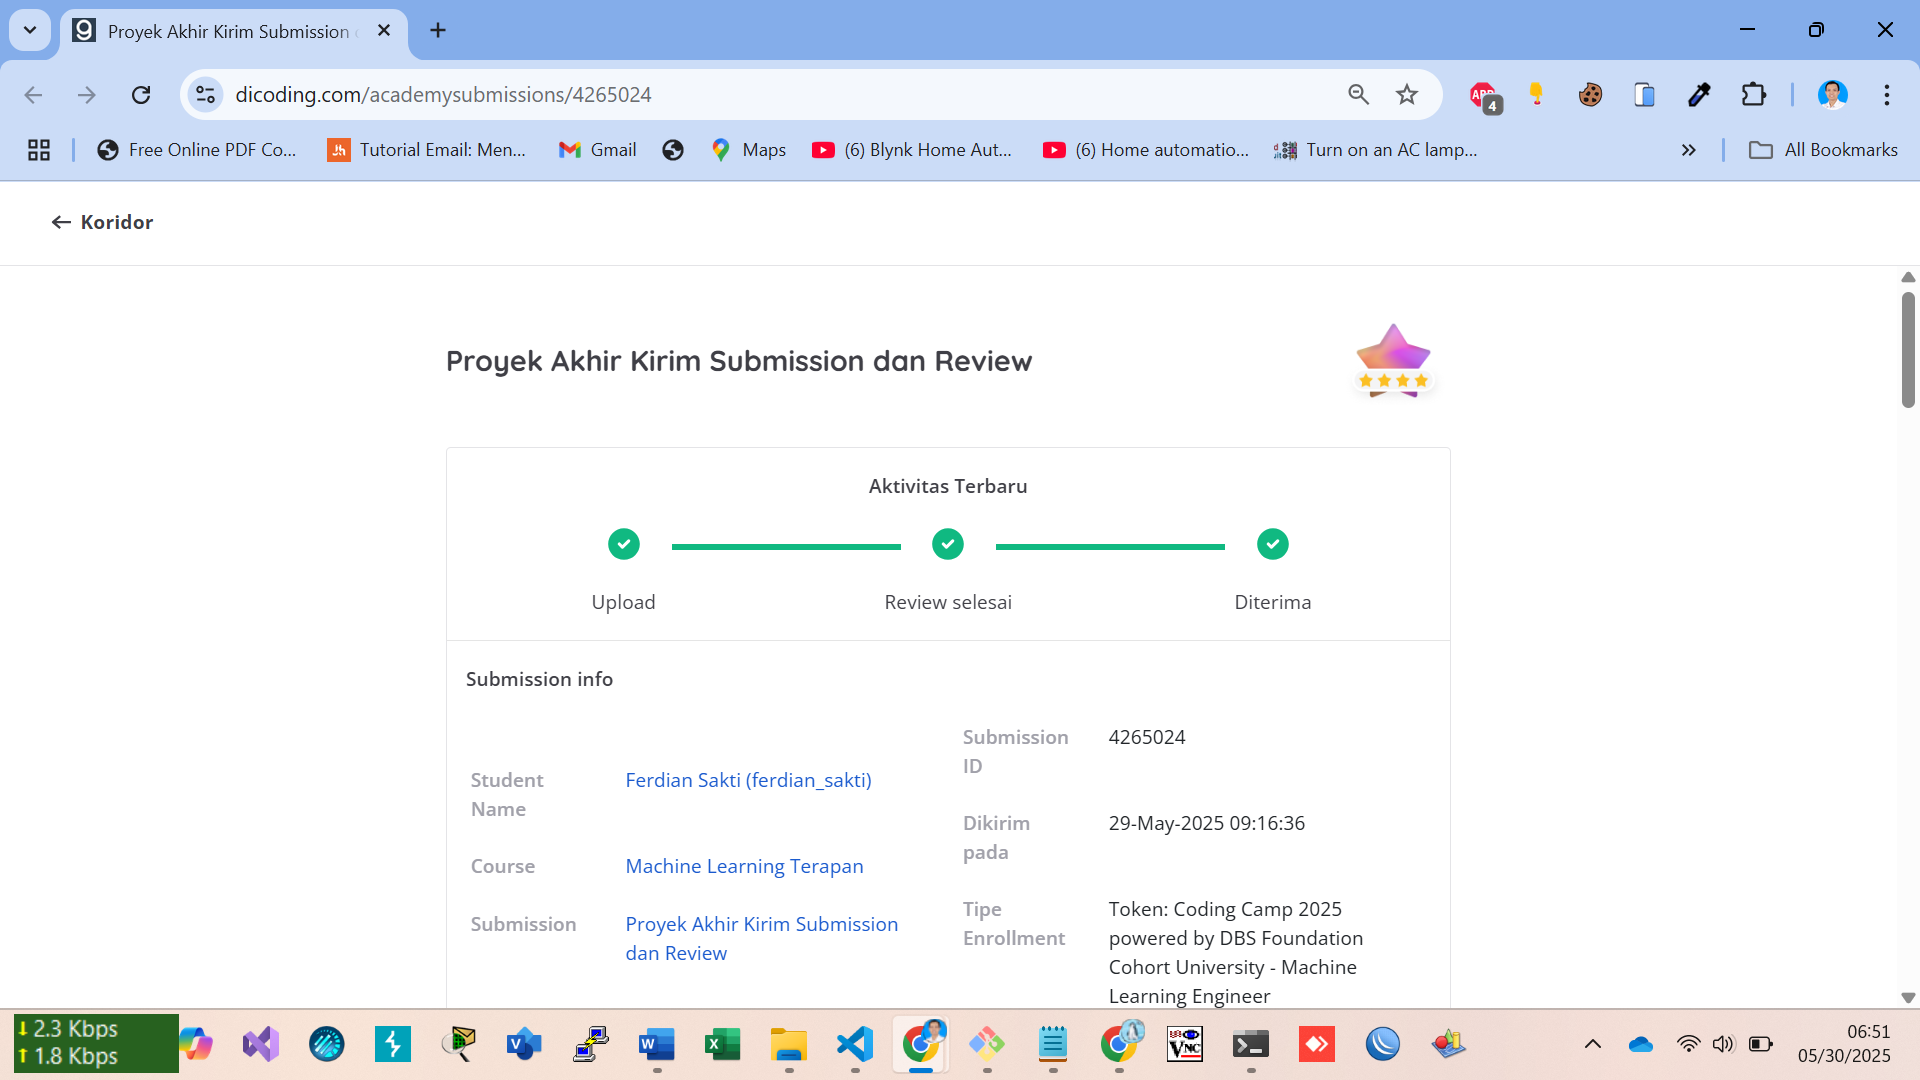 Proyek Akhir Kirim Submission
dicoding.com/academysubmissions/4265024
ABP
4
Free Online PDF Co...
Jh
Tutorial Email: Men...
Gmail
Maps
(6) Blynk Home Aut...
(6) Home automatio...
Turn on an AC lamp...
»
All Bookmarks
← Koridor
Proyek Akhir Kirim Submission dan Review
Aktivitas Terbaru
Upload
Review selesai
Diterima
Submission info
Student
Name
Ferdian Sakti (ferdian_sakti)
Course
Machine Learning Terapan
Submission
Proyek Akhir Kirim Submission
dan Review
Submission
ID
4265024
Dikirim
pada
29-May-2025 09:16:36
Tipe
Enrollment
Token: Coding Camp 2025
powered by DBS Foundation
Cohort University - Machine
Learning Engineer
2.3 Kbps
1.8 Kbps
06:51
05/30/2025